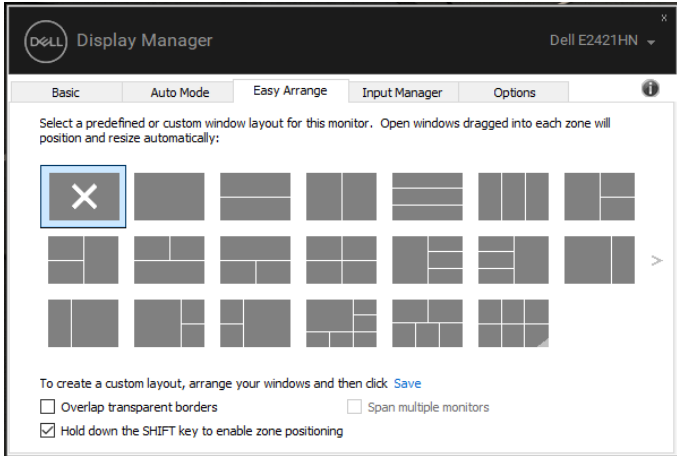 x
DELL Display Manager Dell E2421HN
Basic Auto Mode Easy Arrange Input Manager Options i
Select a predefined or custom window layout for this monitor. Open windows dragged into each zone will
position and resize automatically:
>
To create a custom layout, arrange your windows and then click Save
Overlap transparent borders Span multiple monitors
Hold down the SHIFT key to enable zone positioning